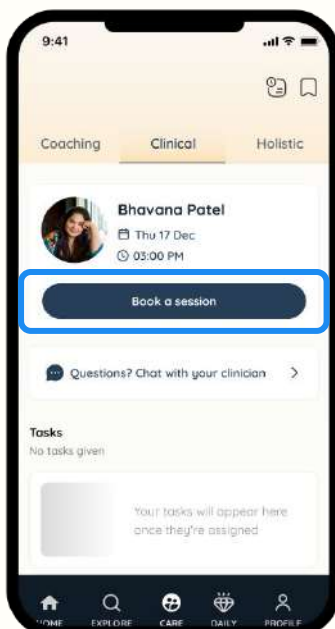 9:41
Coaching Clinical Holistic
Bhavana Patel
Thu 17 Dec
03:00 PM
Book a session
Questions? Chat with your clinician
Tasks
No tasks given
Your tasks will appear here
once they're assigned
HOME EXPLORE CARE DAILY PROFILE